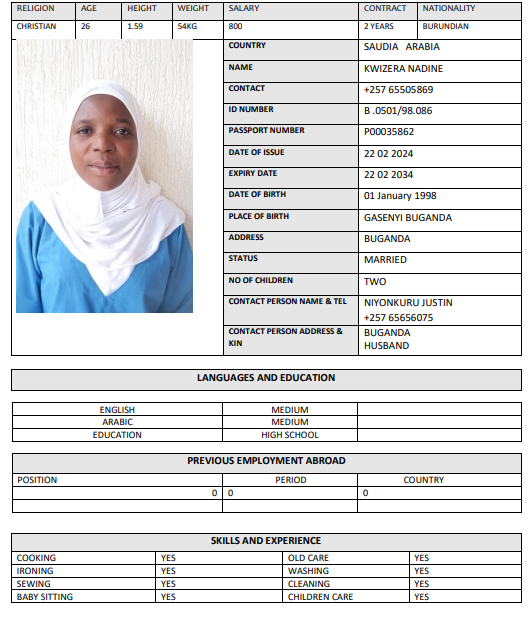 RELIGION AGE HEIGHT WEIGHT SALARY CONTRACT NATIONALITY
CHRISTIAN 26 1.59 54KG 800 2 YEARS BURUNDIAN
COUNTRY SAUDIA ARABIA
NAME KWIZERA NADINE
CONTACT +257 65505869
ID NUMBER B .0501/98.086
PASSPORT NUMBER P00035862
DATE OF ISSUE 22 02 2024
EXPIRY DATE 22 02 2034
DATE OF BIRTH 01 January 1998
PLACE OF BIRTH GASENYI BUGANDA
ADDRESS BUGANDA
STATUS MARRIED
NO OF CHILDREN TWO
CONTACT PERSON NAME & TEL NIYONKURU JUSTIN
+257 65656075
CONTACT PERSON ADDRESS & BUGANDA
KIN HUSBAND
LANGUAGES AND EDUCATION
ENGLISH MEDIUM
ARABIC MEDIUM
EDUCATION HIGH SCHOOL
PREVIOUS EMPLOYMENT ABROAD
POSITION PERIOD COUNTRY
0 0 0
SKILLS AND EXPERIENCE
COOKING YES OLD CARE YES
IRONING YES WASHING YES
SEWING YES CLEANING YES
BABY SITTING YES CHILDREN CARE YES